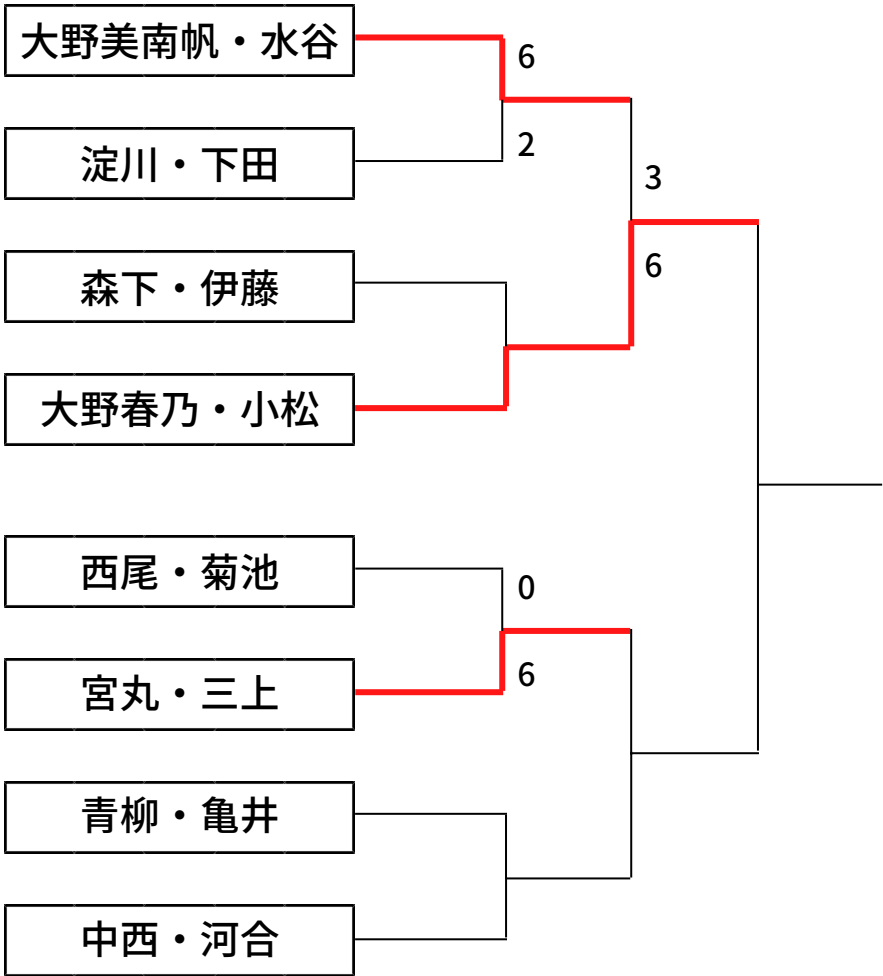 大野美南帆・水谷
6
2
淀川・下田
3
6
森下・伊藤
大野春乃・小松
西尾・菊池
0
6
宮丸・三上
青柳・亀井
中西・河合